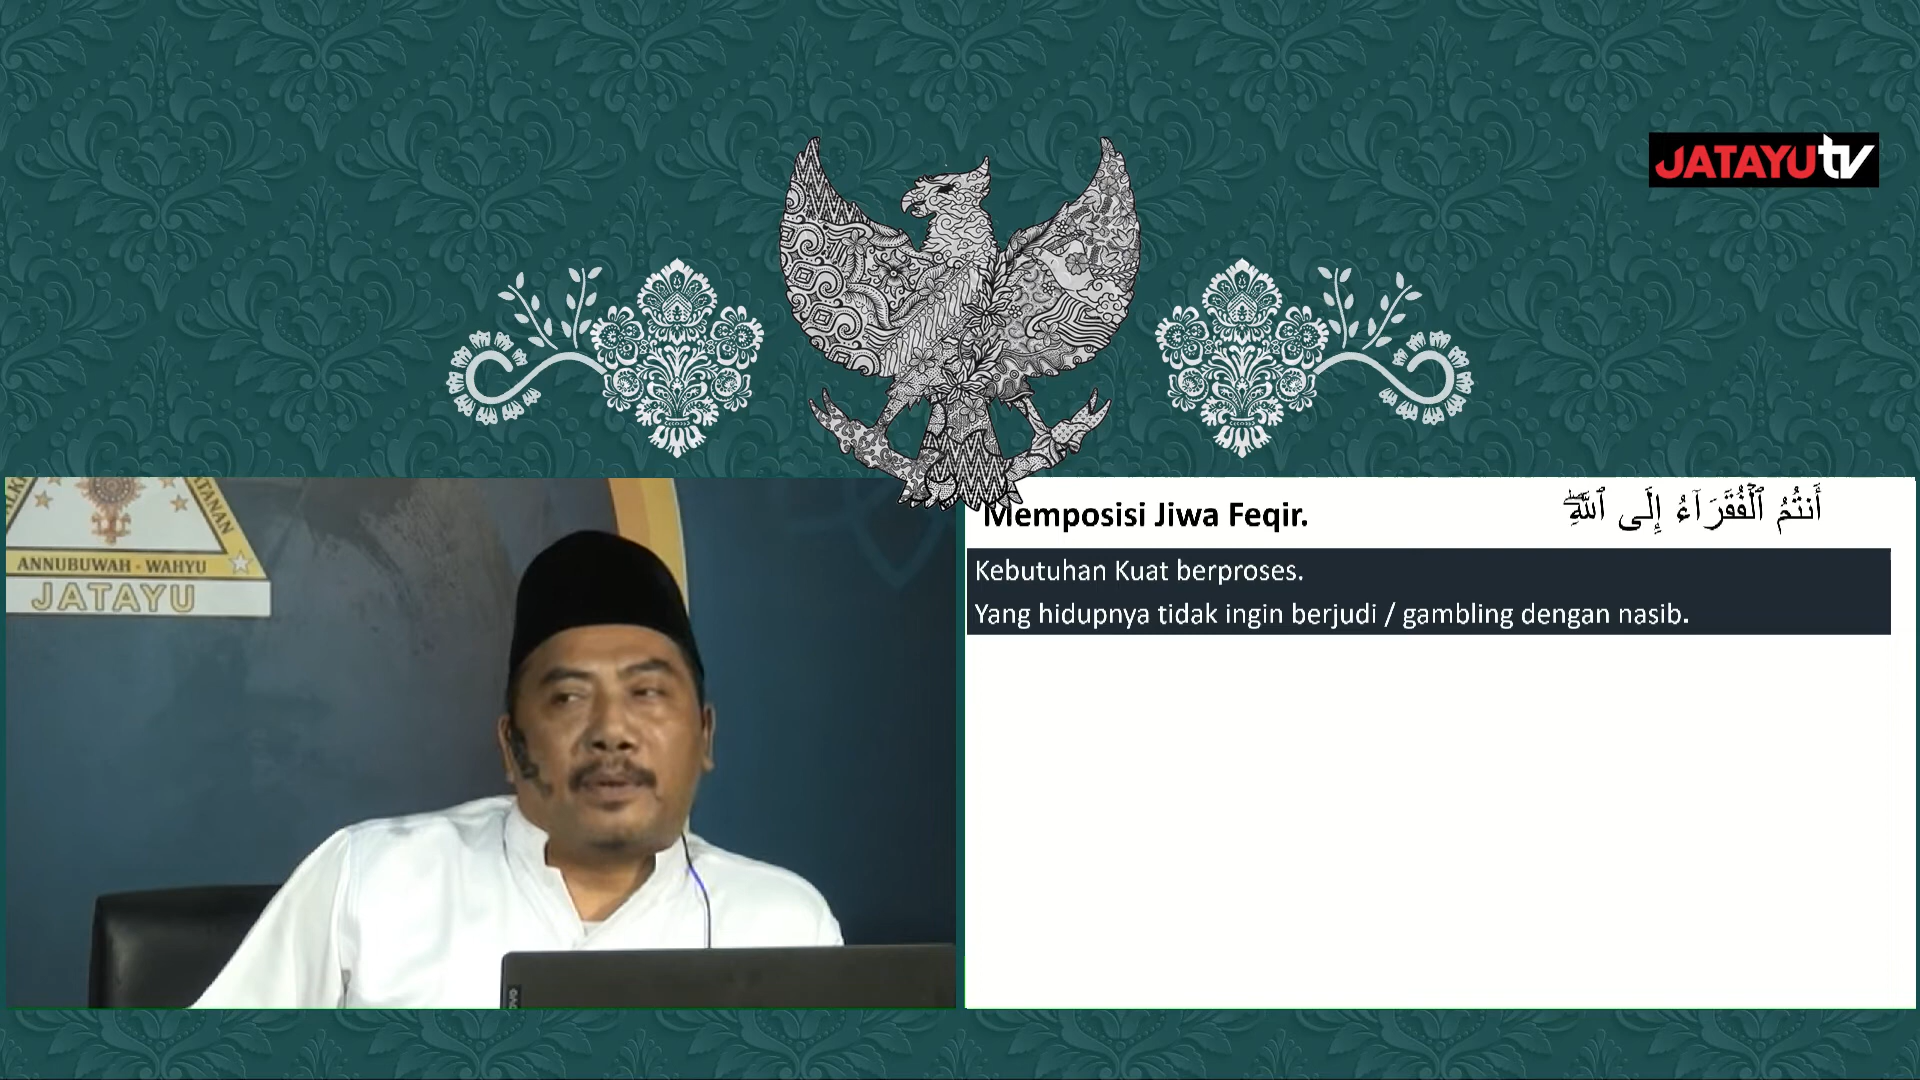 JATAYUtv
ATANAN
ANNUBUWAH - WAHYU
JATAYU
Memposisi Jiwa Feqir.
أَنتُمُ ٱلْفُقَرَآءُ إِلَى ٱللَّهِ ۖ
Kebutuhan Kuat berproses.
Yang hidupnya tidak ingin berjudi / gambling dengan nasib.